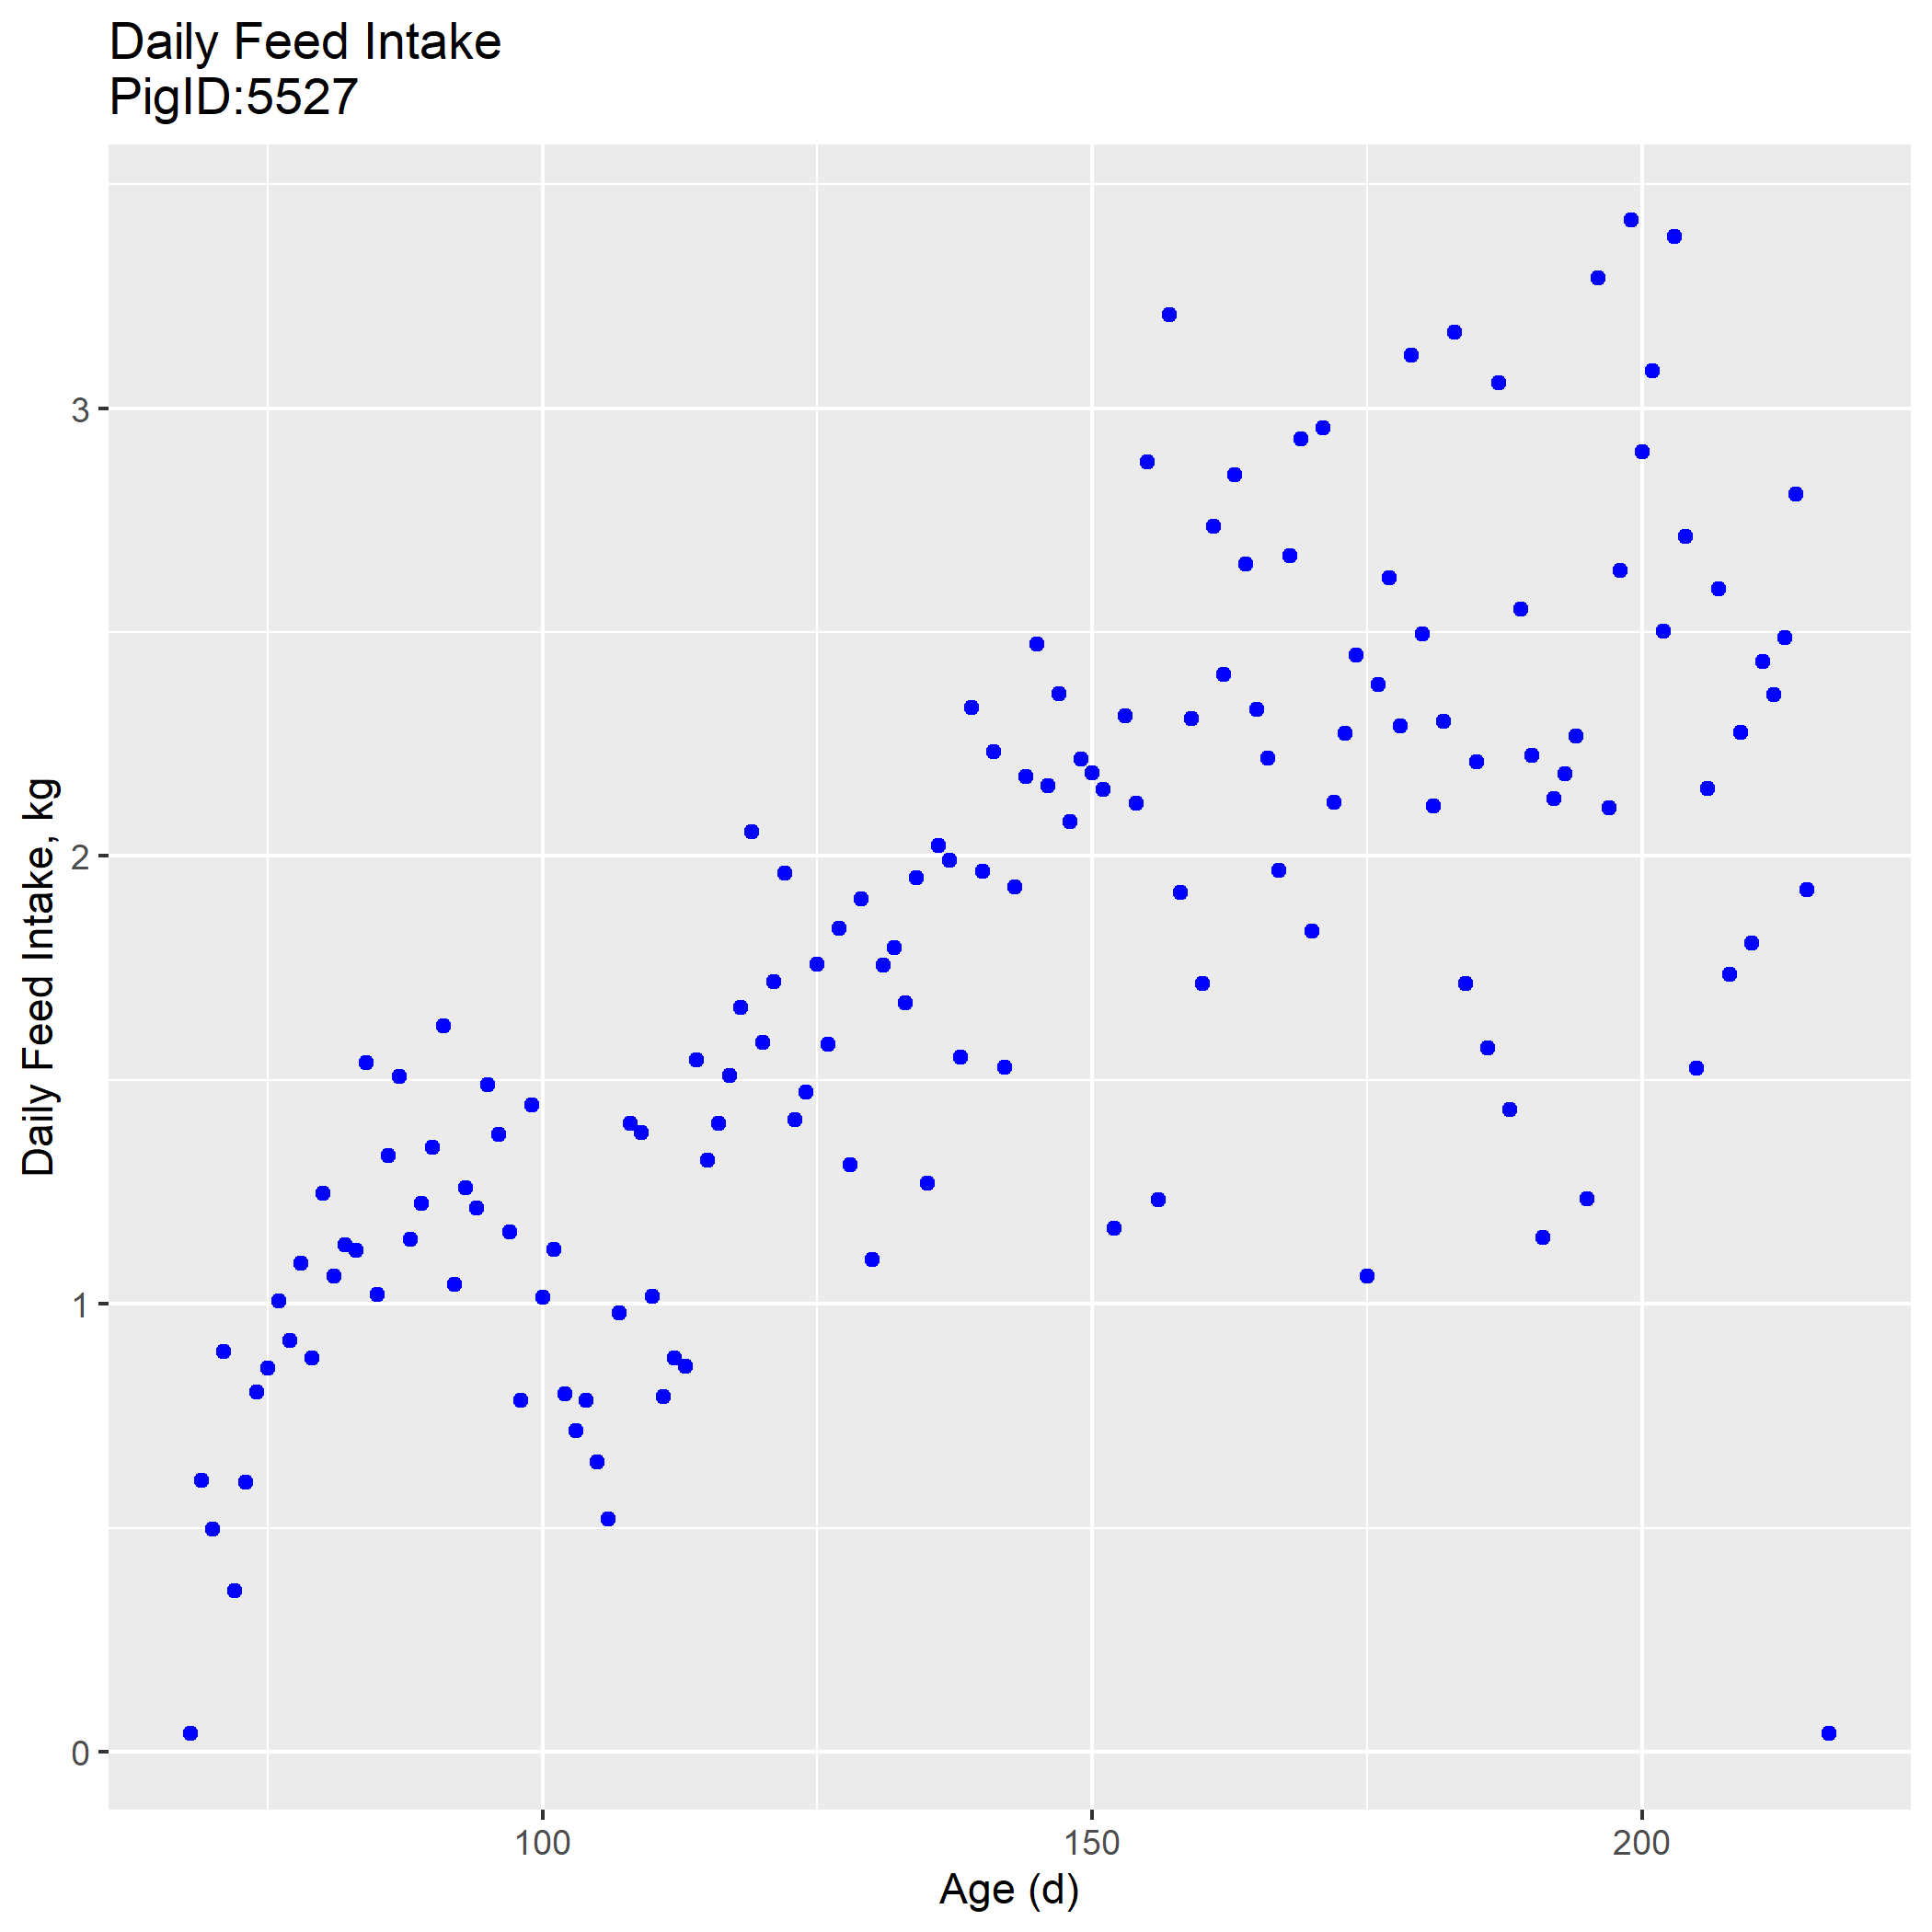 Daily Feed Intake
PigID:5527
Daily Feed Intake, kg
3
2
1
0
100 150 200
Age (d)